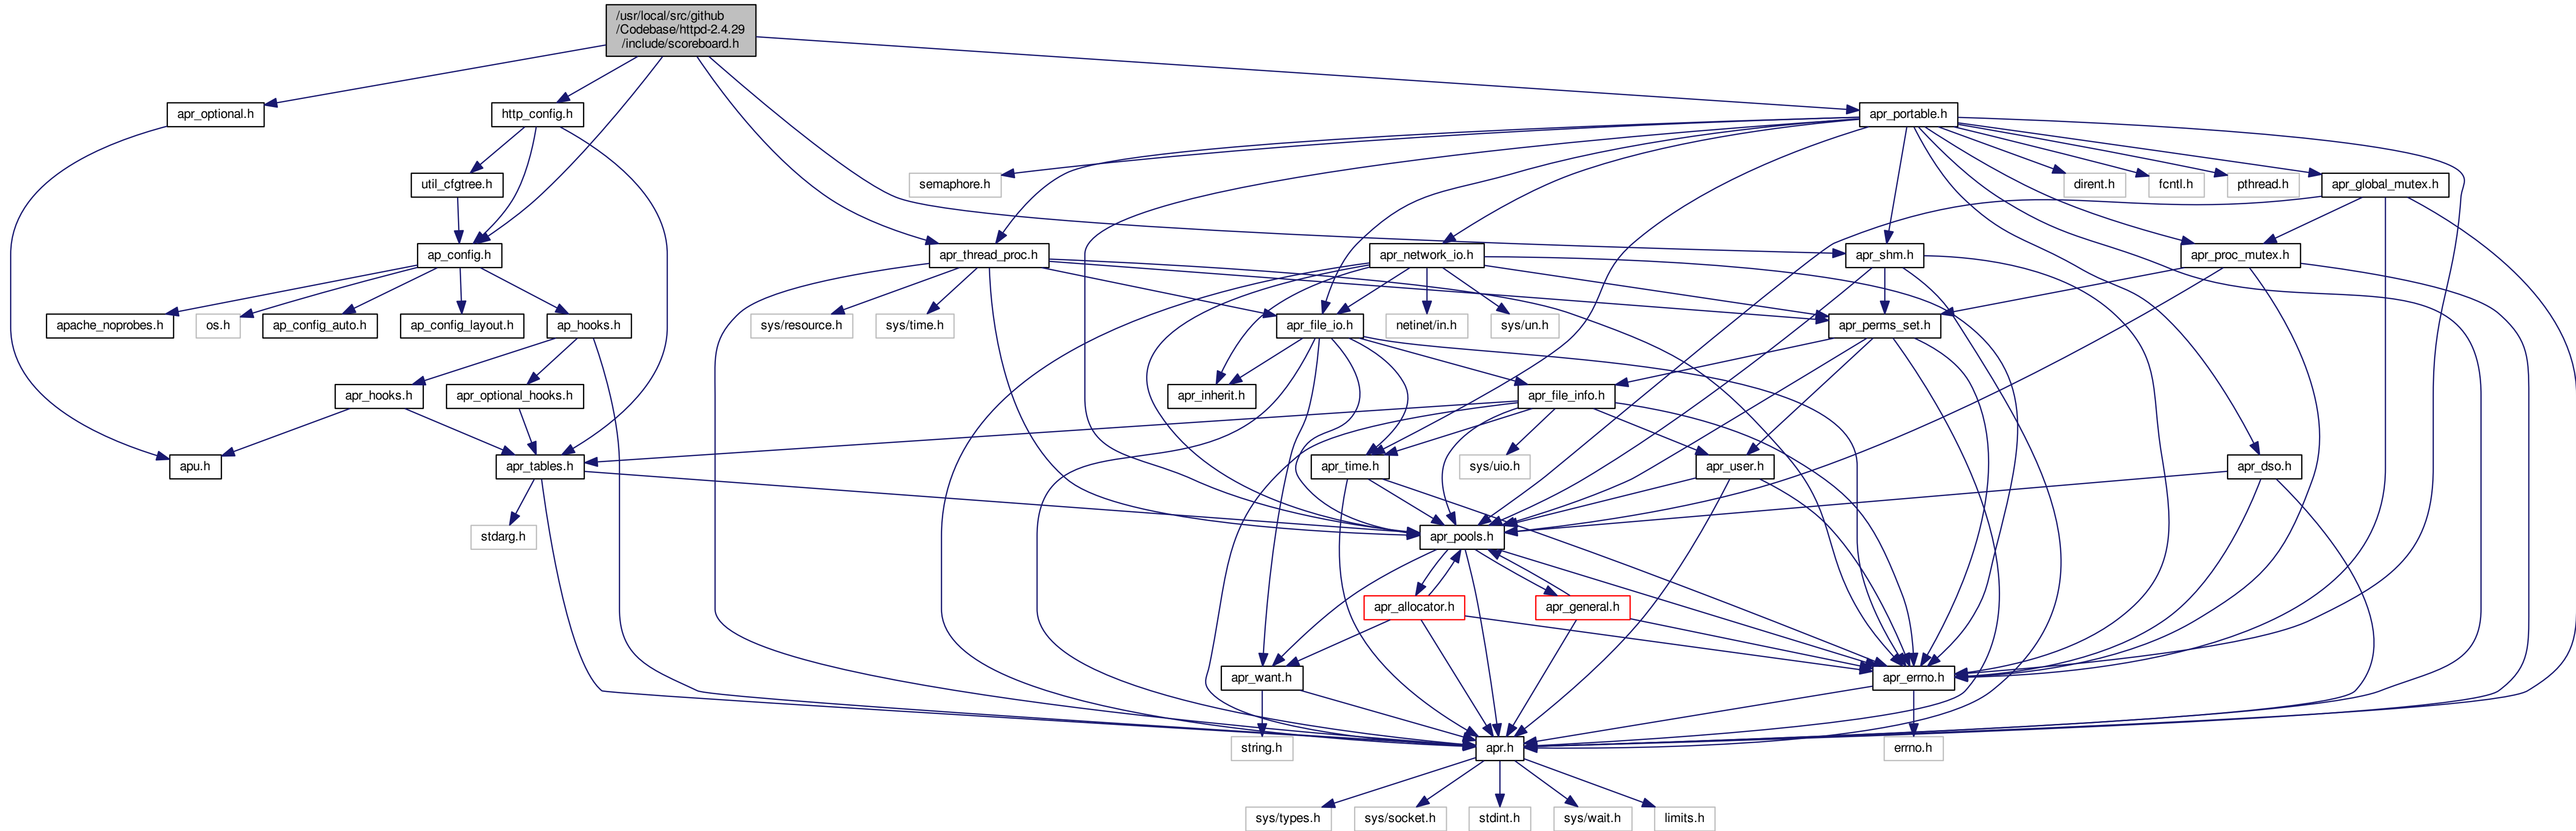 /usr/local/src/github
/Codebase/httpd-2.4.29
/include/scoreboard.h
apr_optional.h
http_config.h
apr_portable.h
util_cfgtree.h
semaphore.h
dirent.h
fcntl.h
pthread.h
apr_global_mutex.h
ap_config.h
apr_thread_proc.h
apr_network_io.h
apr_shm.h
apr_proc_mutex.h
apache_noprobes.h
os.h
ap_config_auto.h
ap_config_layout.h
ap_hooks.h
sys/resource.h
sys/time.h
apr_file_io.h
netinet/in.h
sys/un.h
apr_perms_set.h
apr_hooks.h
apr_optional_hooks.h
apr_inherit.h
apr_file_info.h
apu.h
apr_tables.h
apr_time.h
sys/uio.h
apr_user.h
apr_dso.h
stdarg.h
apr_pools.h
apr_allocator.h
apr_general.h
apr_want.h
apr_errno.h
string.h
apr.h
errno.h
sys/types.h
sys/socket.h
stdint.h
sys/wait.h
limits.h